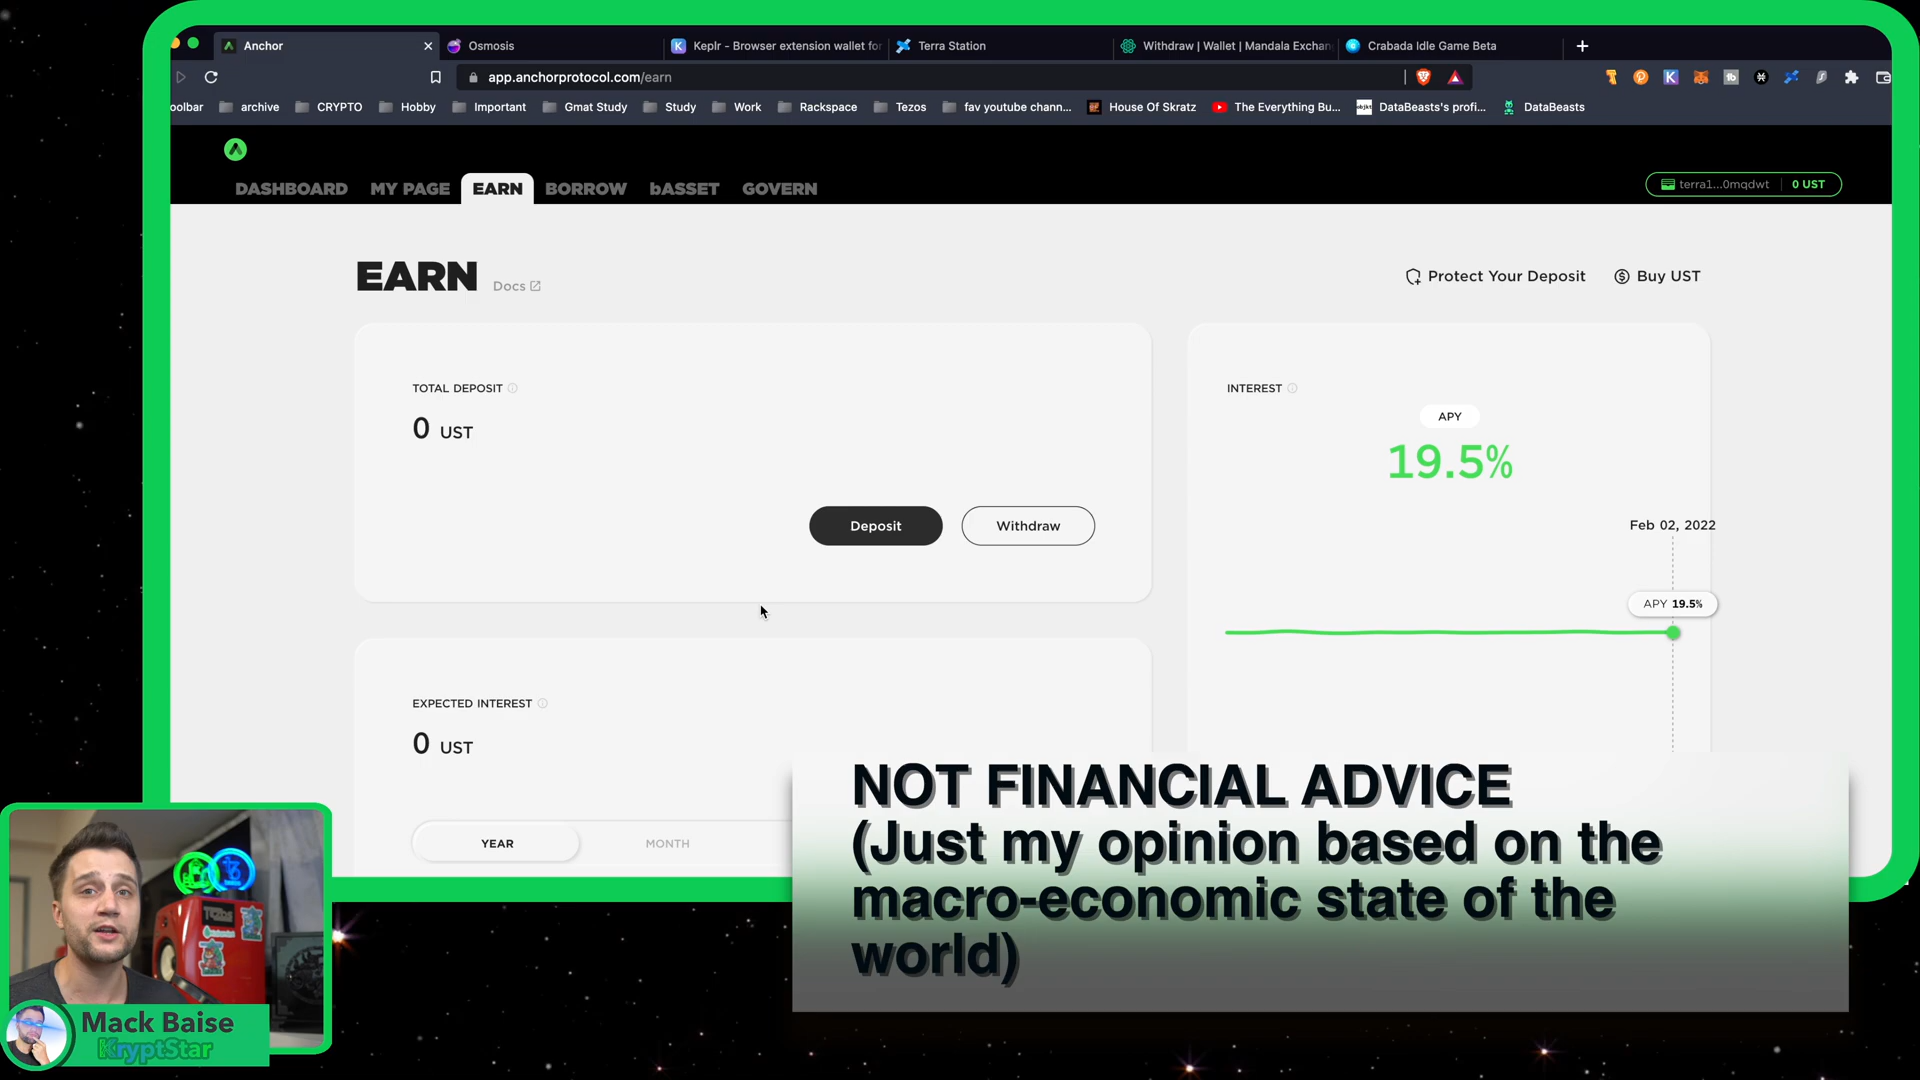 Anchor
Osmosis
Keplr - Browser extension wallet for
Terra Station
Withdraw | Wallet | Mandala Exchan
Crabada Idle Game Beta
app.anchorprotocol.com/earn
oolbar
archive
CRYPTO
Hobby
Important
Gmat Study
Study
Work
Rackspace
Tezos
fav youtube chann...
House Of Skratz
The Everything Bu...
objkt
DataBeasts's profi...
DataBeasts
DASHBOARD
MY PAGE
EARN
BORROW
bASSET
GOVERN
terra1...0mqdwt
0 UST
EARN
Docs
Protect Your Deposit
Buy UST
TOTAL DEPOSIT
0 UST
Deposit
Withdraw
INTEREST
APY
19.5%
Feb 02, 2022
APY 19.5%
EXPECTED INTEREST
0 UST
YEAR
MONTH
NOT FINANCIAL ADVICE
(Just my opinion based on the
macro-economic state of the
world)
TEZOS
Mack Baise
KryptStar